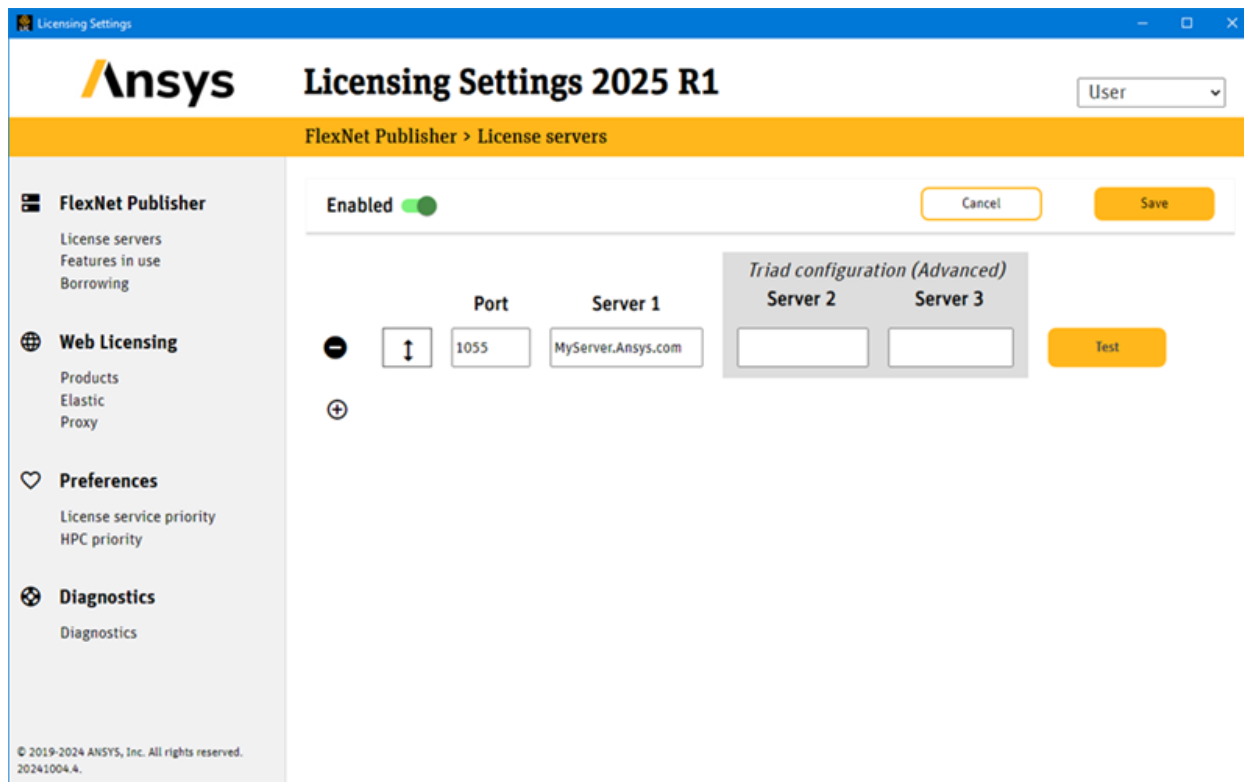 Licensing Settings
Ansys
Licensing Settings 2025 R1
User
FlexNet Publisher > License servers
FlexNet Publisher
License servers
Features in use
Borrowing
Web Licensing
Products
Elastic
Proxy
Preferences
License service priority
HPC priority
Diagnostics
Diagnostics
© 2019-2024 ANSYS, Inc. All rights reserved.
20241004.4.
Enabled
Cancel
Save
Triad configuration (Advanced)
Port Server 1 Server 2 Server 3
1055 MyServer.Ansys.com Test